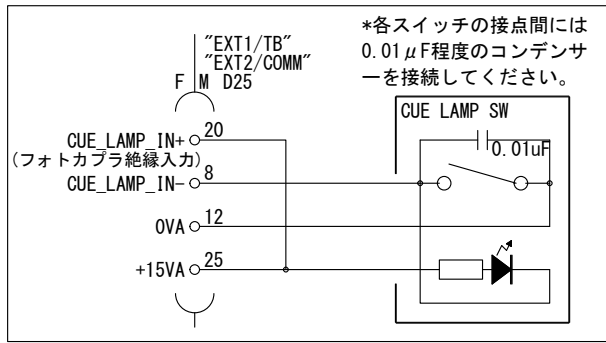 "EXT1/TB"
"EXT2/COMM"
F M D25
*各スイッチの接点間には
0.01μF程度のコンデンサ
ーを接続してください。
CUE LAMP SW
0.01uF
CUE_LAMP_IN+ 20
(フォトカプラ絶縁入力)
CUE_LAMP_IN- 8
0VA 12
+15VA 25